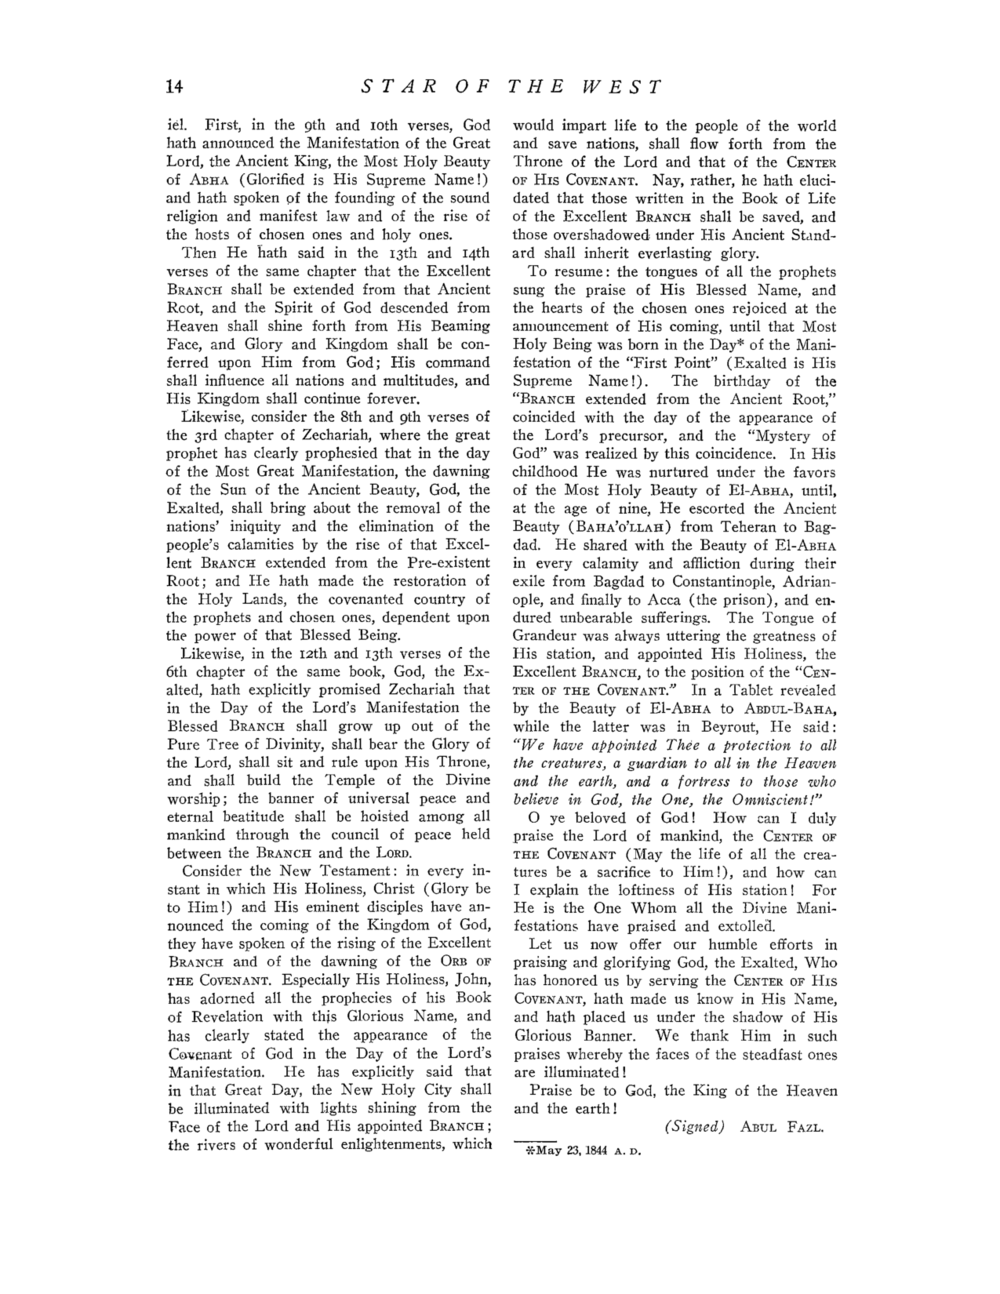 14
STAR OF THE WEST
iel. First, in the 9th and 10th verses, God
hath announced the Manifestation of the Great
Lord, the Ancient King, the Most Holy Beauty
of ABHA (Glorified is His Supreme Name!)
and hath spoken of the founding of the sound
religion and manifest law and of the rise of
the hosts of chosen ones and holy ones.
Then He hath said in the 13th and 14th
verses of the same chapter that the Excellent
BRANCH shall be extended from that Ancient
Root, and the Spirit of God descended from
Heaven shall shine forth from His Beaming
Face, and Glory and Kingdom shall be con-
ferred upon Him from God; His command
shall influence all nations and multitudes, and
His Kingdom shall continue forever.
Likewise, consider the 8th and 9th verses of
the 3rd chapter of Zechariah, where the great
prophet has clearly prophesied that in the day
of the Most Great Manifestation, the dawning
of the Sun of the Ancient Beauty, God, the
Exalted, shall bring about the removal of the
nations' iniquity and the elimination of the
people's calamities by the rise of that Excel-
lent BRANCH extended from the Pre-existent
Root; and He hath made the restoration of
the Holy Lands, the covenanted country of
the prophets and chosen ones, dependent upon
the power of that Blessed Being.
Likewise, in the 12th and 13th verses of the
6th chapter of the same book, God, the Ex-
alted, hath explicitly promised Zechariah that
in the Day of the Lord's Manifestation the
Blessed BRANCH shall grow up out of the
Pure Tree of Divinity, shall bear the Glory of
the Lord, shall sit and rule upon His Throne,
and shall build the Temple of the Divine
worship; the banner of universal peace and
eternal beatitude shall be hoisted among all
mankind through the council of peace held
between the BRANCH and the LORD.
Consider the New Testament: in every in-
stant in which His Holiness, Christ (Glory be
to Him!) and His eminent disciples have an-
nounced the coming of the Kingdom of God,
they have spoken of the rising of the Excellent
BRANCH and of the dawning of the ORB OF
THE COVENANT. Especially His Holiness, John,
has adorned all the prophecies of his Book
of Revelation with this Glorious Name, and
has clearly stated the appearance of the
Covenant of God in the Day of the Lord's
Manifestation. He has explicitly said that
in that Great Day, the New Holy City shall
be illuminated with lights shining from the
Face of the Lord and His appointed BRANCH;
the rivers of wonderful enlightenments, which
would impart life to the people of the world
and save nations, shall flow forth from the
Throne of the Lord and that of the CENTER
OF HIS COVENANT. Nay, rather, he hath eluci-
dated that those written in the Book of Life
of the Excellent BRANCH shall be saved, and
those overshadowed under His Ancient Stand-
ard shall inherit everlasting glory.
To resume: the tongues of all the prophets
sung the praise of His Blessed Name, and
the hearts of the chosen ones rejoiced at the
announcement of His coming, until that Most
Holy Being was born in the Day* of the Mani-
festation of the "First Point" (Exalted is His
Supreme Name!). The birthday of the
"BRANCH extended from the Ancient Root,"
coincided with the day of the appearance of
the Lord's precursor, and the "Mystery of
God" was realized by this coincidence. In His
childhood He was nurtured under the favors
of the Most Holy Beauty of El-ABHA, until,
at the age of nine, He escorted the Ancient
Beauty (BAHA'O'LLAH) from Teheran to Bag-
dad. He shared with the Beauty of El-ABHA
in every calamity and affliction during their
exile from Bagdad to Constantinople, Adrian-
ople, and finally to Acca (the prison), and en-
dured unbearable sufferings. The Tongue of
Grandeur was always uttering the greatness of
His station, and appointed His Holiness, the
Excellent BRANCH, to the position of the "CEN-
TER OF THE COVENANT." In a Tablet revealed
by the Beauty of El-ABHA to ABDUL-BAHA,
while the latter was in Beyrout, He said:
"We have appointed Thee a protection to all
the creatures, a guardian to all in the Heaven
and the earth, and a fortress to those who
believe in God, the One, the Omniscient!"
O ye beloved of God! How can I duly
praise the Lord of mankind, the CENTER OF
THE COVENANT (May the life of all the crea-
tures be a sacrifice to Him!), and how can
I explain the loftiness of His station! For
He is the One Whom all the Divine Mani-
festations have praised and extolled.
Let us now offer our humble efforts in
praising and glorifying God, the Exalted, Who
has honored us by serving the CENTER OF HIS
COVENANT, hath made us know in His Name,
and hath placed us under the shadow of His
Glorious Banner. We thank Him in such
praises whereby the faces of the steadfast ones
are illuminated!
Praise be to God, the King of the Heaven
and the earth!
(Signed) ABUL FAZL.
*May 23, 1844 A. D.